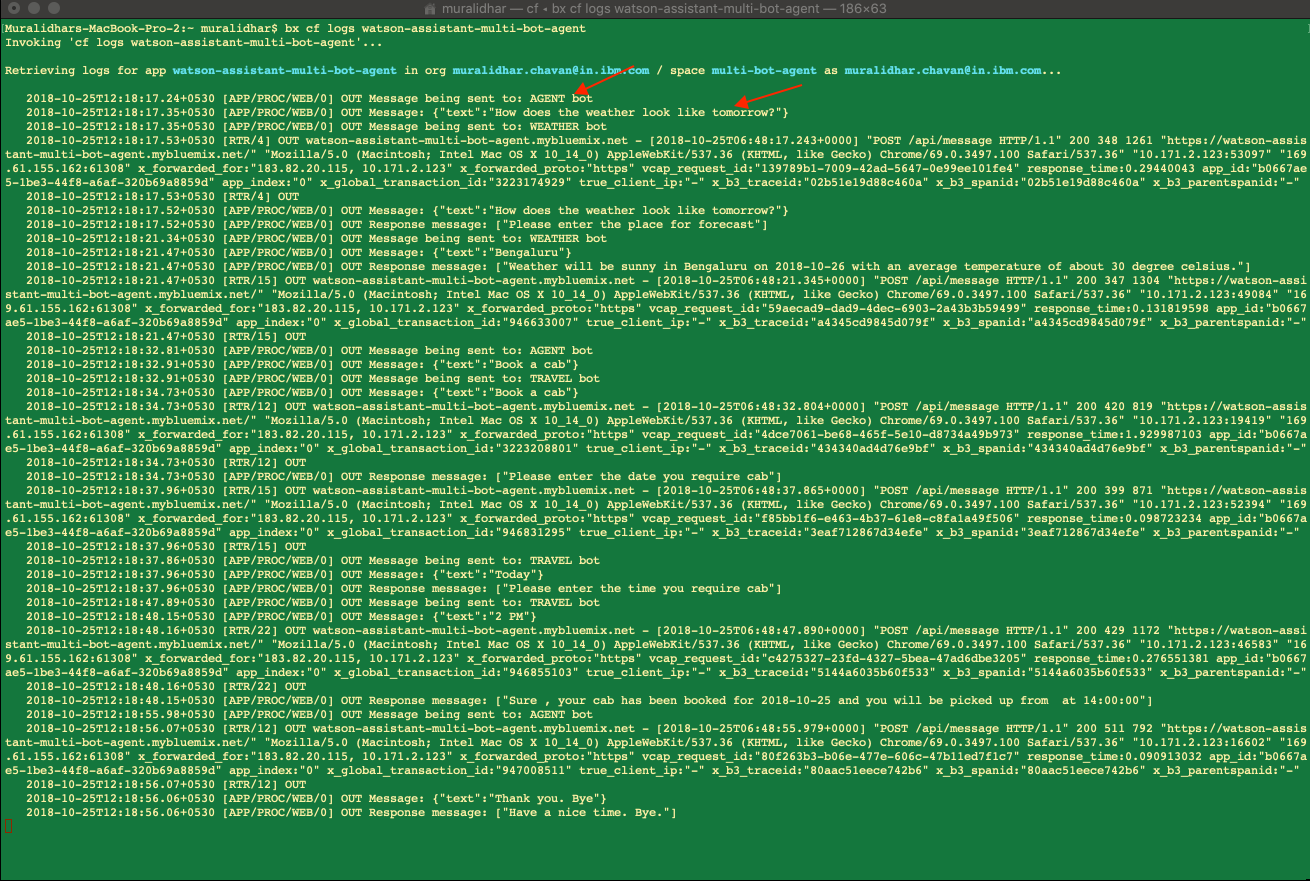 muralidhar — cf • bx cf logs watson-assistant-multi-bot-agent — 186×63
[Muralidhars-MacBook-Pro-2:~ muralidhar$ bx cf logs watson-assistant-multi-bot-agent
Invoking 'cf logs watson-assistant-multi-bot-agent'...
Retrieving logs for app watson-assistant-multi-bot-agent in org muralidhar.chavan@in.ibm.com / space multi-bot-agent as muralidhar.chavan@in.ibm.com...
2018-10-25T12:18:17.24+0530 [APP/PROC/WEB/0] OUT Message being sent to: AGENT bot
2018-10-25T12:18:17.35+0530 [APP/PROC/WEB/0] OUT Message: {"text":"How does the weather look like tomorrow?"}
2018-10-25T12:18:17.35+0530 [APP/PROC/WEB/0] OUT Message being sent to: WEATHER bot
2018-10-25T12:18:17.53+0530 [RTR/4] OUT watson-assistant-multi-bot-agent.mybluemix.net - [2018-10-25T06:48:17.243+0000] "POST /api/message HTTP/1.1" 200 348 1261 "https://watson-assis
tant-multi-bot-agent.mybluemix.net/" "Mozilla/5.0 (Macintosh; Intel Mac OS X 10_14_0) AppleWebKit/537.36 (KHTML, like Gecko) Chrome/69.0.3497.100 Safari/537.36" "10.171.2.123:53097" "169
.61.155.162:61308" x_forwarded_for:"183.82.20.115, 10.171.2.123" x_forwarded_proto:"https" vcap_request_id:"139789b1-7009-42ad-5647-0e99ee101fe4" response_time:0.29440043 app_id:"b0667ae
5-1be3-44f8-a6af-320b69a8859d" app_index:"0" x_global_transaction_id:"3223174929" true_client_ip:"-" x_b3_traceid:"02b51e19d88c460a" x_b3_spanid:"02b51e19d88c460a" x_b3_parentspanid:"-"
2018-10-25T12:18:17.53+0530 [RTR/4] OUT
2018-10-25T12:18:17.52+0530 [APP/PROC/WEB/0] OUT Message: {"text":"How does the weather look like tomorrow?"}
2018-10-25T12:18:17.52+0530 [APP/PROC/WEB/0] OUT Response message: ["Please enter the place for forecast"]
2018-10-25T12:18:21.34+0530 [APP/PROC/WEB/0] OUT Message being sent to: WEATHER bot
2018-10-25T12:18:21.47+0530 [APP/PROC/WEB/0] OUT Message: {"text":"Bengaluru"}
2018-10-25T12:18:21.47+0530 [APP/PROC/WEB/0] OUT Response message: ["Weather will be sunny in Bengaluru on 2018-10-26 with an average temperature of about 30 degree celsius."]
2018-10-25T12:18:21.47+0530 [RTR/15] OUT watson-assistant-multi-bot-agent.mybluemix.net - [2018-10-25T06:48:21.345+0000] "POST /api/message HTTP/1.1" 200 347 1304 "https://watson-ass
istant-multi-bot-agent.mybluemix.net/" "Mozilla/5.0 (Macintosh; Intel Mac OS X 10_14_0) AppleWebKit/537.36 (KHTML, like Gecko) Chrome/69.0.3497.100 Safari/537.36" "10.171.2.123:49084" "16
9.61.155.162:61308" x_forwarded_for:"183.82.20.115, 10.171.2.123" x_forwarded_proto:"https" vcap_request_id:"59aecad9-dad9-4dec-6903-2a43b3b59499" response_time:0.131819598 app_id:"b0667
ae5-1be3-44f8-a6af-320b69a8859d" app_index:"0" x_global_transaction_id:"946633007" true_client_ip:"-" x_b3_traceid:"a4345cd9845d079f" x_b3_spanid:"a4345cd9845d079f" x_b3_parentspanid:"-"
2018-10-25T12:18:21.47+0530 [RTR/15] OUT
2018-10-25T12:18:32.81+0530 [APP/PROC/WEB/0] OUT Message being sent to: AGENT bot
2018-10-25T12:18:32.91+0530 [APP/PROC/WEB/0] OUT Message: {"text":"Book a cab"}
2018-10-25T12:18:32.91+0530 [APP/PROC/WEB/0] OUT Message being sent to: TRAVEL bot
2018-10-25T12:18:34.73+0530 [APP/PROC/WEB/0] OUT Message: {"text":"Book a cab"}
2018-10-25T12:18:34.73+0530 [RTR/12] OUT watson-assistant-multi-bot-agent.mybluemix.net - [2018-10-25T06:48:32.804+0000] "POST /api/message HTTP/1.1" 200 420 819 "https://watson-assis
tant-multi-bot-agent.mybluemix.net/" "Mozilla/5.0 (Macintosh; Intel Mac OS X 10_14_0) AppleWebKit/537.36 (KHTML, like Gecko) Chrome/69.0.3497.100 Safari/537.36" "10.171.2.123:19419" "169
.61.155.162:61308" x_forwarded_for:"183.82.20.115, 10.171.2.123" x_forwarded_proto:"https" vcap_request_id:"4dce7061-be68-465f-5e10-d8734a49b973" response_time:1.929987103 app_id:"b0667a
e5-1be3-44f8-a6af-320b69a8859d" app_index:"0" x_global_transaction_id:"3223208801" true_client_ip:"-" x_b3_traceid:"434340ad4d76e9bf" x_b3_spanid:"434340ad4d76e9bf" x_b3_parentspanid:"-"
2018-10-25T12:18:34.73+0530 [RTR/12] OUT
2018-10-25T12:18:34.73+0530 [APP/PROC/WEB/0] OUT Response message: ["Please enter the date you require cab"]
2018-10-25T12:18:37.96+0530 [RTR/15] OUT watson-assistant-multi-bot-agent.mybluemix.net - [2018-10-25T06:48:37.865+0000] "POST /api/message HTTP/1.1" 200 399 871 "https://watson-assis
tant-multi-bot-agent.mybluemix.net/" "Mozilla/5.0 (Macintosh; Intel Mac OS X 10_14_0) AppleWebKit/537.36 (KHTML, like Gecko) Chrome/69.0.3497.100 Safari/537.36" "10.171.2.123:52394" "169
.61.155.162:61308" x_forwarded_for:"183.82.20.115, 10.171.2.123" x_forwarded_proto:"https" vcap_request_id:"f85bb1f6-e463-4b37-61e8-c8fa1a49f506" response_time:0.098723234 app_id:"b0667a
e5-1be3-44f8-a6af-320b69a8859d" app_index:"0" x_global_transaction_id:"946831295" true_client_ip:"-" x_b3_traceid:"3eaf712867d34efe" x_b3_spanid:"3eaf712867d34efe" x_b3_parentspanid:"-"
2018-10-25T12:18:37.96+0530 [RTR/15] OUT
2018-10-25T12:18:37.86+0530 [APP/PROC/WEB/0] OUT Message being sent to: TRAVEL bot
2018-10-25T12:18:37.96+0530 [APP/PROC/WEB/0] OUT Message: {"text":"Today"}
2018-10-25T12:18:37.96+0530 [APP/PROC/WEB/0] OUT Response message: ["Please enter the time you require cab"]
2018-10-25T12:18:47.89+0530 [APP/PROC/WEB/0] OUT Message being sent to: TRAVEL bot
2018-10-25T12:18:48.15+0530 [APP/PROC/WEB/0] OUT Message: {"text":"2 PM"}
2018-10-25T12:18:48.16+0530 [RTR/22] OUT watson-assistant-multi-bot-agent.mybluemix.net - [2018-10-25T06:48:47.890+0000] "POST /api/message HTTP/1.1" 200 429 1172 "https://watson-ass
istant-multi-bot-agent.mybluemix.net/" "Mozilla/5.0 (Macintosh; Intel Mac OS X 10_14_0) AppleWebKit/537.36 (KHTML, like Gecko) Chrome/69.0.3497.100 Safari/537.36" "10.171.2.123:46583" "16
9.61.155.162:61308" x_forwarded_for:"183.82.20.115, 10.171.2.123" x_forwarded_proto:"https" vcap_request_id:"c4275327-23fd-4327-5bea-47ad6dbe3205" response_time:0.276551381 app_id:"b0667
ae5-1be3-44f8-a6af-320b69a8859d" app_index:"0" x_global_transaction_id:"946855103" true_client_ip:"-" x_b3_traceid:"5144a6035b60f533" x_b3_spanid:"5144a6035b60f533" x_b3_parentspanid:"-"
2018-10-25T12:18:48.16+0530 [RTR/22] OUT
2018-10-25T12:18:48.15+0530 [APP/PROC/WEB/0] OUT Response message: ["Sure , your cab has been booked for 2018-10-25 and you will be picked up from  at 14:00:00"]
2018-10-25T12:18:55.98+0530 [APP/PROC/WEB/0] OUT Message being sent to: AGENT bot
2018-10-25T12:18:56.07+0530 [RTR/12] OUT watson-assistant-multi-bot-agent.mybluemix.net - [2018-10-25T06:48:55.979+0000] "POST /api/message HTTP/1.1" 200 511 792 "https://watson-assis
tant-multi-bot-agent.mybluemix.net/" "Mozilla/5.0 (Macintosh; Intel Mac OS X 10_14_0) AppleWebKit/537.36 (KHTML, like Gecko) Chrome/69.0.3497.100 Safari/537.36" "10.171.2.123:16602" "169
.61.155.162:61308" x_forwarded_for:"183.82.20.115, 10.171.2.123" x_forwarded_proto:"https" vcap_request_id:"80f263b3-b06e-477e-606c-47b11ed7f1c7" response_time:0.090913032 app_id:"b0667a
e5-1be3-44f8-a6af-320b69a8859d" app_index:"0" x_global_transaction_id:"947008511" true_client_ip:"-" x_b3_traceid:"80aac51eece742b6" x_b3_spanid:"80aac51eece742b6" x_b3_parentspanid:"-"
2018-10-25T12:18:56.07+0530 [RTR/12] OUT
2018-10-25T12:18:56.06+0530 [APP/PROC/WEB/0] OUT Message: {"text":"Thank you. Bye"}
2018-10-25T12:18:56.06+0530 [APP/PROC/WEB/0] OUT Response message: ["Have a nice time. Bye."]